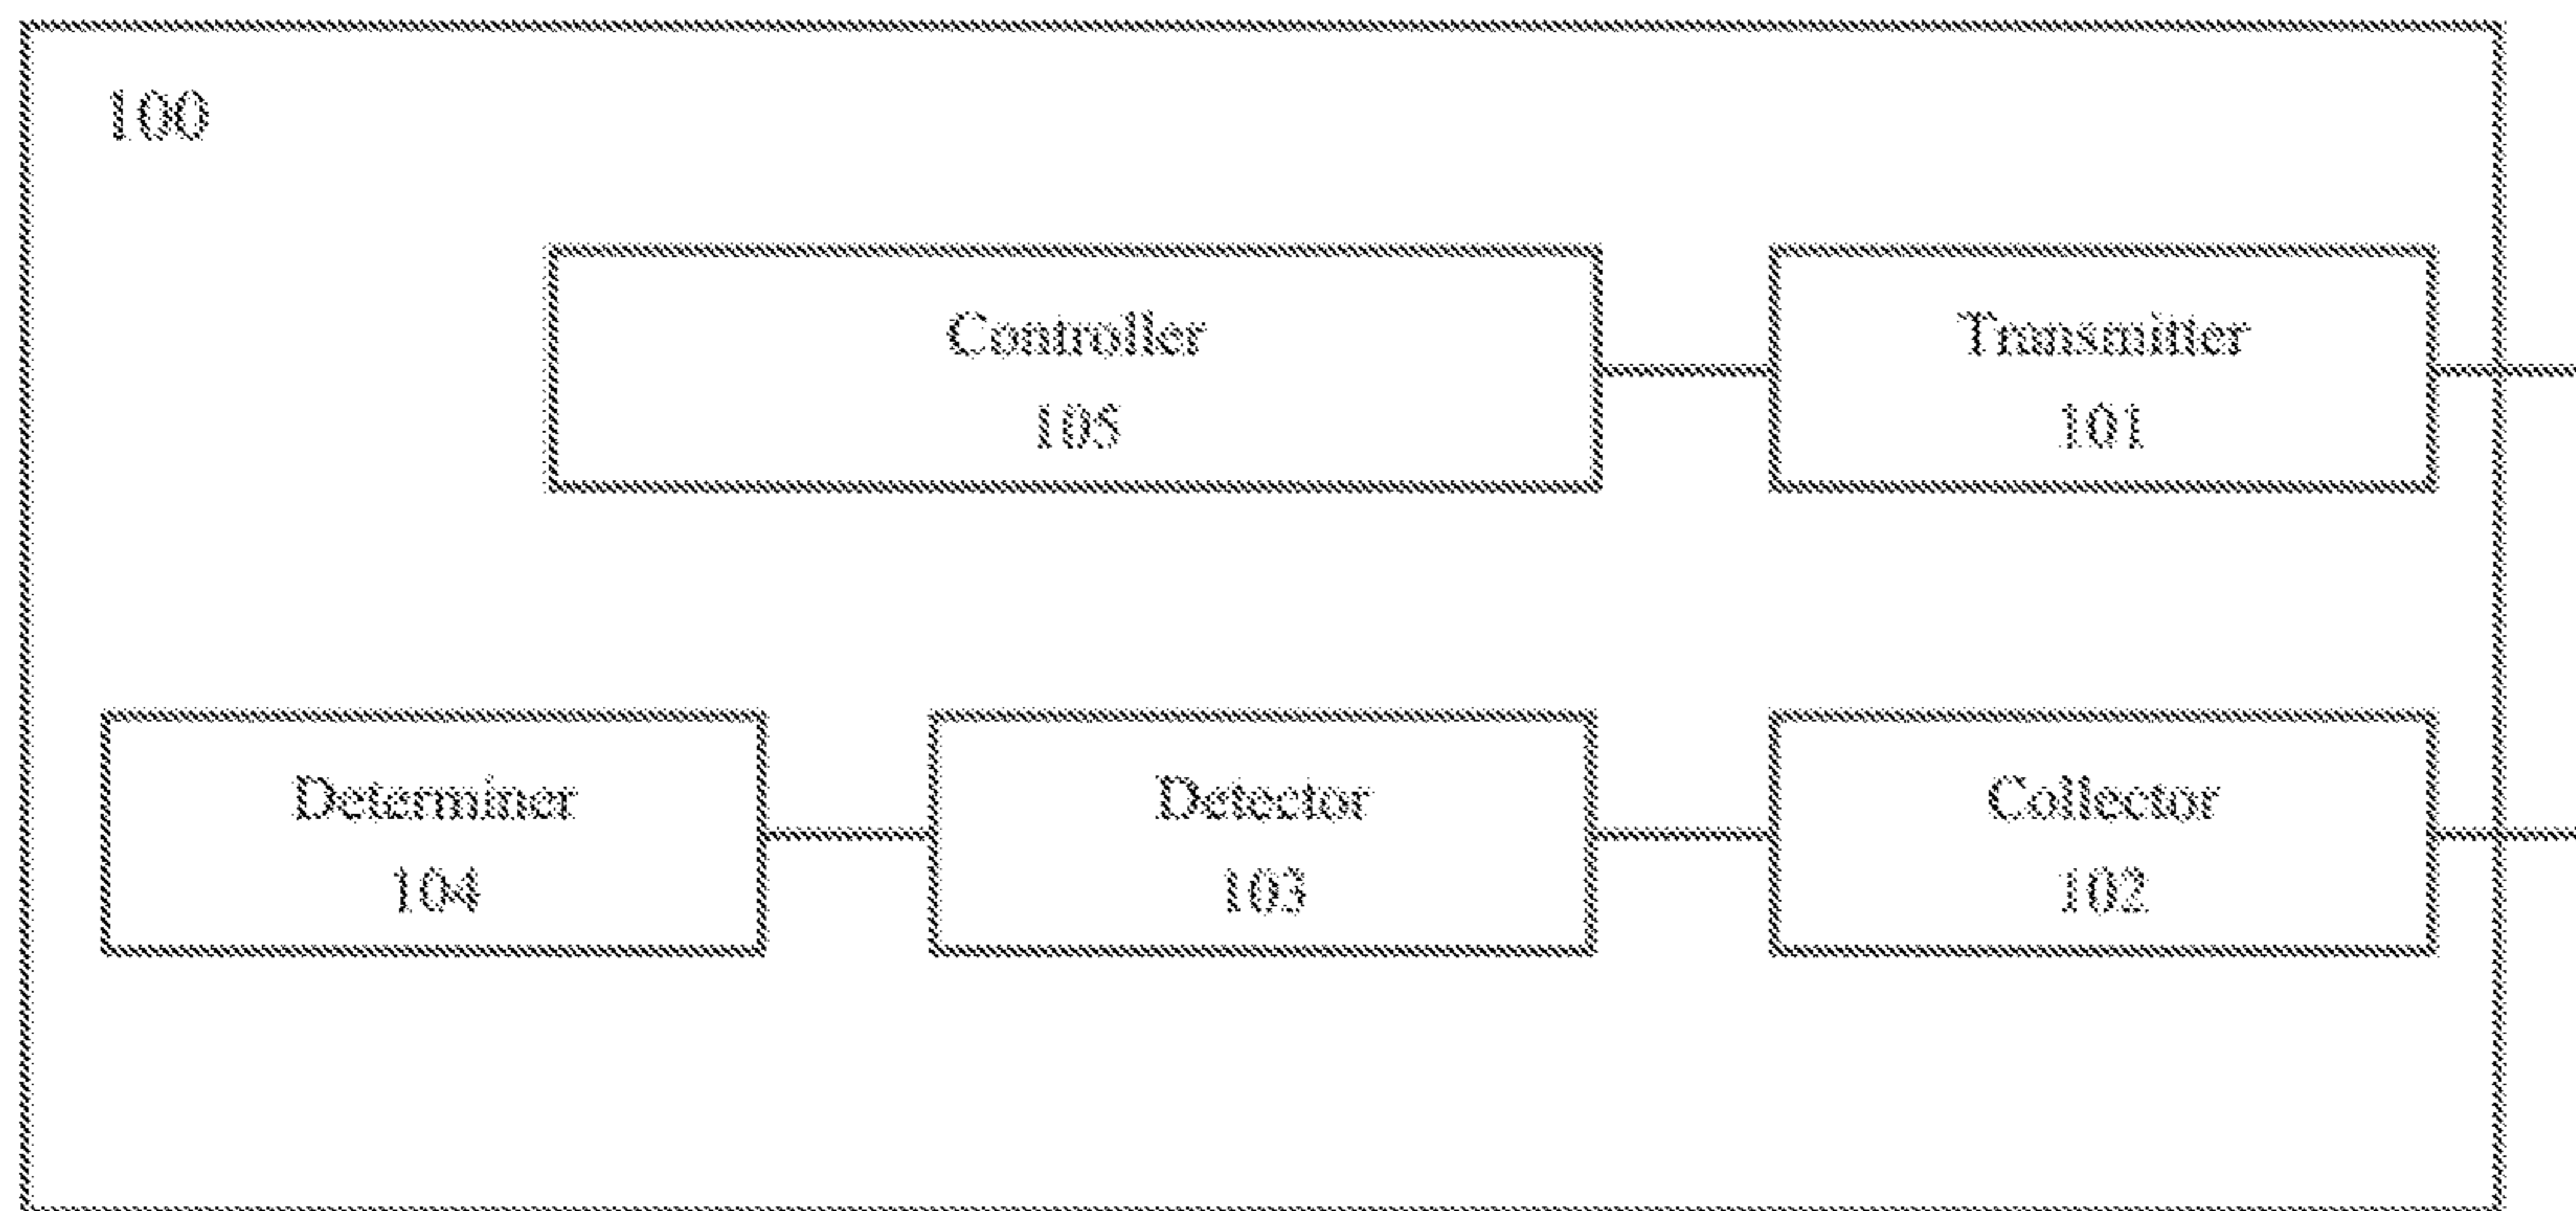 100
Controller
105
Transmitter
101
Determiner
104
Detector
103
Collector
102